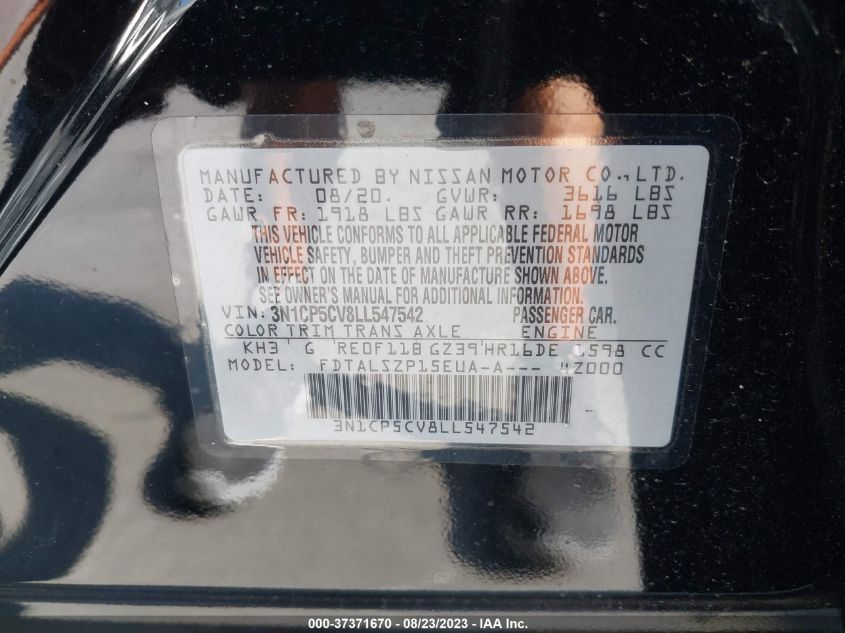 MANUFACTURED BY NISSAN MOTOR CO., LTD.
DATE: 08/20. GVWR: 3616 LBS
GAWR FR: 1918 LBS GAWR RR: 1698 LBS
THIS VEHICLE CONFORMS TO ALL APPLICABLE FEDERAL MOTOR
VEHICLE SAFETY, BUMPER AND THEFT PREVENTION STANDARDS
IN EFFECT ON THE DATE OF MANUFACTURE SHOWN ABOVE.
SEE OWNER'S MANUAL FOR ADDITIONAL INFORMATION.
VIN: 3N1CP5CV8LL547542 PASSENGER CAR.
COLOR TRIM TRANS AXLE ENGINE
KH3 G RE0F11B GZ39 HR16DE 1598 CC
MODEL: FDTALSZP15EUA-A---
3N1CP5CV8LL547542
000-37371670 - 08/23/2023 - IAA Inc.